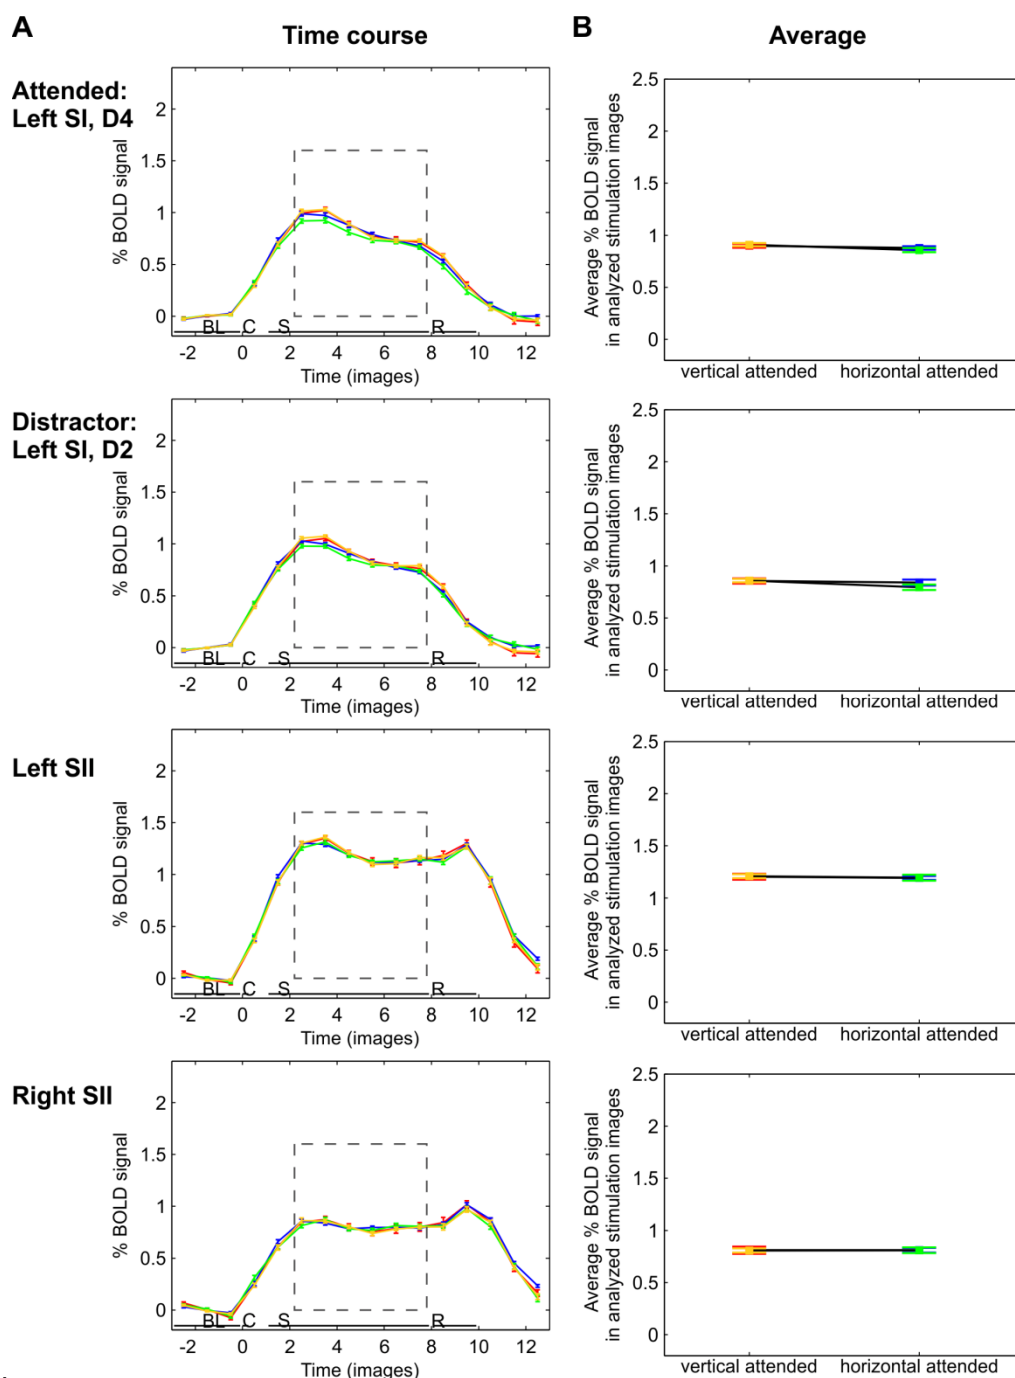 A
Time course
B
Average
Attended:
Left SI, D4
% BOLD signal
2
1.5
1
0.5
0
BL C S R
-2 0 2 4 6 8 10 12
Time (images)
Average % BOLD signal
in analyzed stimulation images
2.5
2
1.5
1
0.5
0
vertical attended horizontal attended
Distractor:
Left SI, D2
% BOLD signal
2
1.5
1
0.5
0
BL C S R
-2 0 2 4 6 8 10 12
Time (images)
Average % BOLD signal
in analyzed stimulation images
2.5
2
1.5
1
0.5
0
vertical attended horizontal attended
Left SII
% BOLD signal
2
1.5
1
0.5
0
BL C S R
-2 0 2 4 6 8 10 12
Time (images)
Average % BOLD signal
in analyzed stimulation images
2.5
2
1.5
1
0.5
0
vertical attended horizontal attended
Right SII
% BOLD signal
2
1.5
1
0.5
0
BL C S R
-2 0 2 4 6 8 10 12
Time (images)
Average % BOLD signal
in analyzed stimulation images
2.5
2
1.5
1
0.5
0
vertical attended horizontal attended